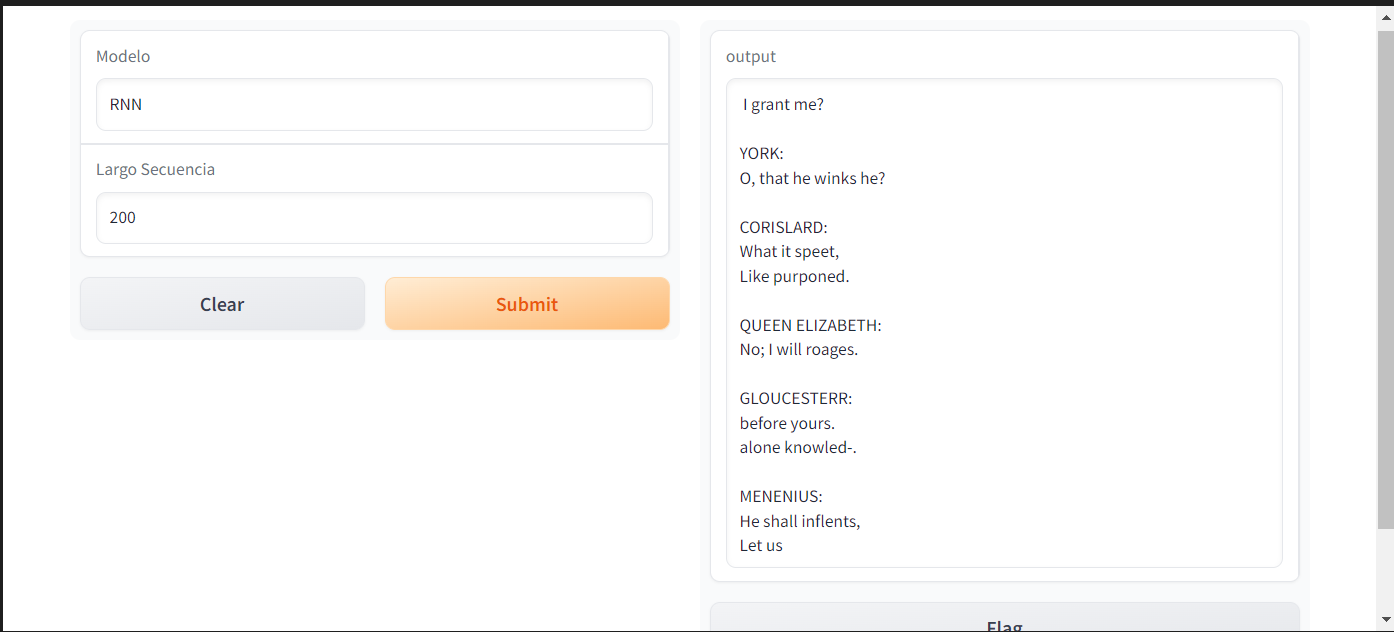 Modelo
RNN
Largo Secuencia
200
Clear
Submit
output
I grant me?
YORK:
O, that he winks he?
CORISLARD:
What it speet,
Like purponed.
QUEEN ELIZABETH:
No; I will roages.
GLOUCESTERR:
before yours.
alone knowled-.
MENENIUS:
He shall inflents,
Let us
Flag